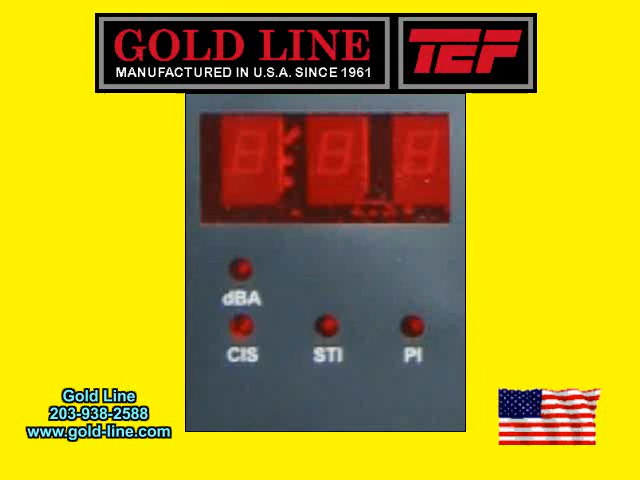 GOLD LINE
MANUFACTURED IN U.S.A. SINCE 1961
TEF
dBA
CIS STI PI
Gold Line
203-938-2588
www.gold-line.com